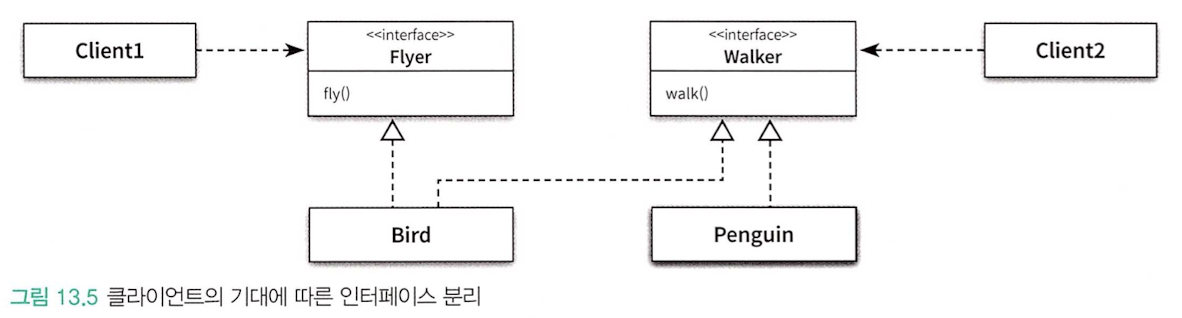 Client1
<<interface>>
Flyer
fly()
<<interface>>
Walker
walk()
Client2
Bird
Penguin
그림 13.5 클라이언트의 기대에 따른 인터페이스 분리